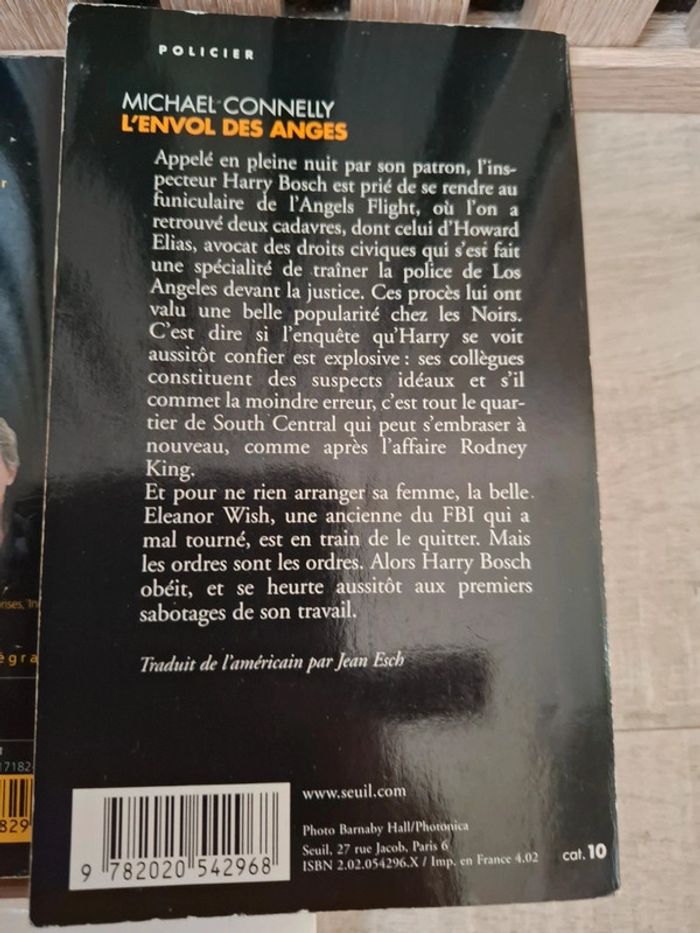 POLICIER
MICHAEL CONNELLY
L'ENVOL DES ANGES
Appelé en pleine nuit par son patron, l'ins-
pecteur Harry Bosch est prié de se rendre au
funiculaire de l'Angels Flight, où l'on a
retrouvé deux cadavres, dont celui d'Howard
Elias, avocat des droits civiques qui s'est fait
une spécialité de traîner la police de Los
Angeles devant la justice. Ces procès lui ont
valu une belle popularité chez les Noirs.
C'est dire si l'enquête qu'Harry se voit
aussitôt confier est explosive : ses collègues
constituent des suspects idéaux et s'il
commet la moindre erreur, c'est tout le quar-
tier de South Central qui peut s'embraser à
nouveau, comme après l'affaire Rodney
King.
Et pour ne rien arranger sa femme, la belle
Eleanor Wish, une ancienne du FBI qui a
mal tourné, est en train de le quitter. Mais
les ordres sont les ordres. Alors Harry Bosch
obéit, et se heurte aussitôt aux premiers
sabotages de son travail.
Traduit de l'américain par Jean Esch
www.seuil.com
Photo Barnaby Hall/Photonica
Seuil, 27 rue Jacob, Paris 6
ISBN 2.02.054296.X / Imp. en France 4.02
cat. 10
9 782020 542968
17182
829